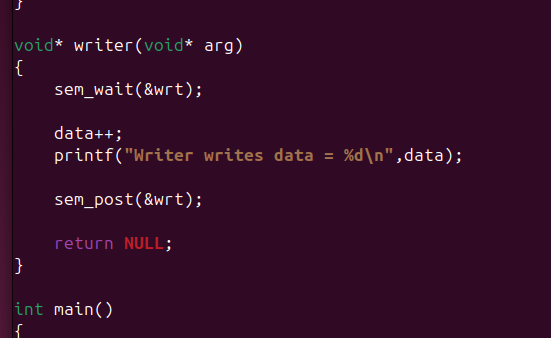 }
void* writer(void* arg)
{
    sem_wait(&wrt);
    data++;
    printf("Writer writes data = %d\n",data);
    sem_post(&wrt);
    return NULL;
}
int main()
{